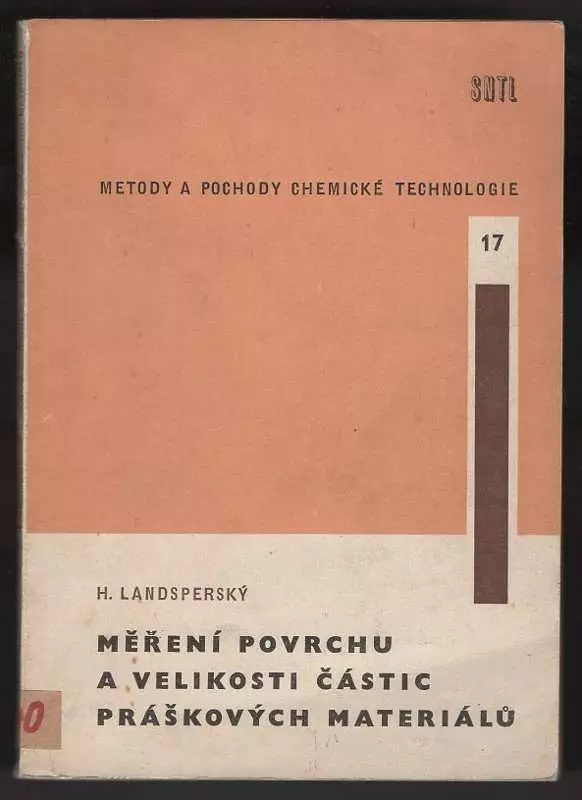 SNTL
METODY A POCHODY CHEMICKÉ TECHNOLOGIE
17
H. LANDSPERSKÝ
MĚŘENÍ POVRCHU
A VELIKOSTI ČÁSTIC
PRÁŠKOVÝCH MATERIÁLŮ